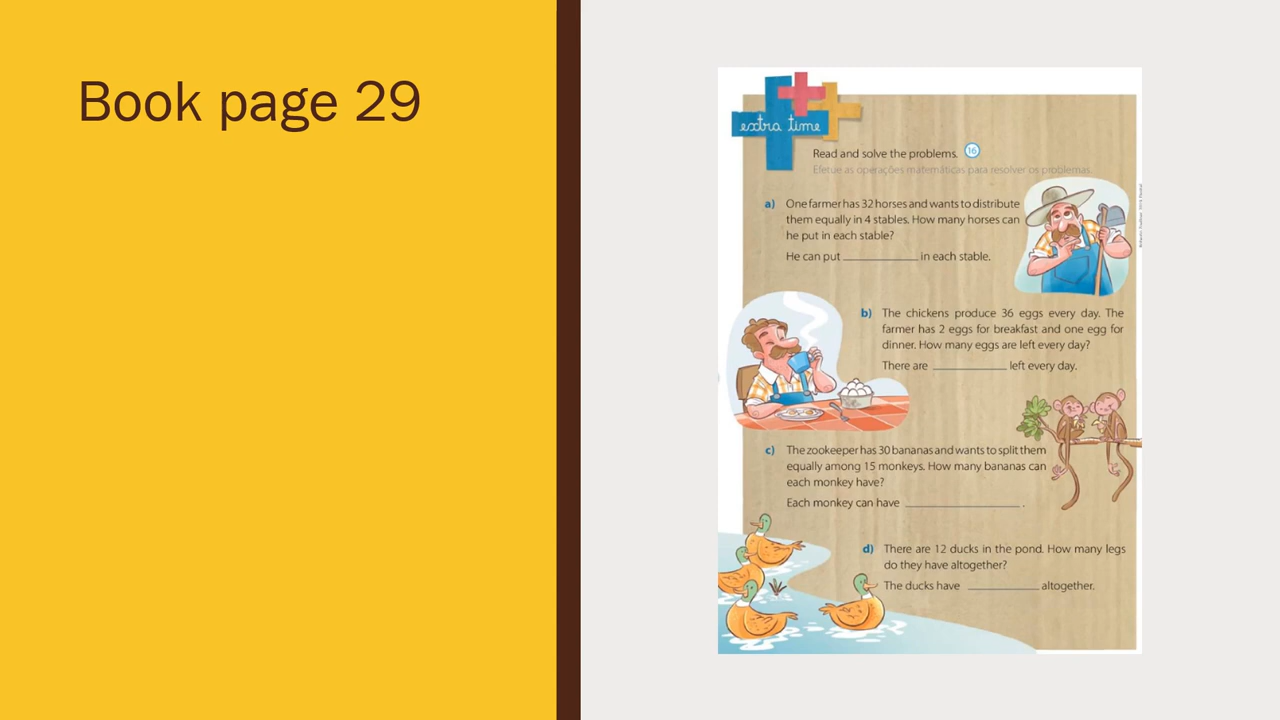 Book page 29
extra time
Read and solve the problems. 16
Efetue as operações matemáticas para resolver os problemas.
a) One farmer has 32 horses and wants to distribute
them equally in 4 stables. How many horses can
he put in each stable?
He can put ____________ in each stable.
b) The chickens produce 36 eggs every day. The
farmer has 2 eggs for breakfast and one egg for
dinner. How many eggs are left every day?
There are ____________ left every day.
c) The zookeeper has 30 bananas and wants to split them
equally among 15 monkeys. How many bananas can
each monkey have?
Each monkey can have ____________________ .
d) There are 12 ducks in the pond. How many legs
do they have altogether?
The ducks have ____________ altogether.